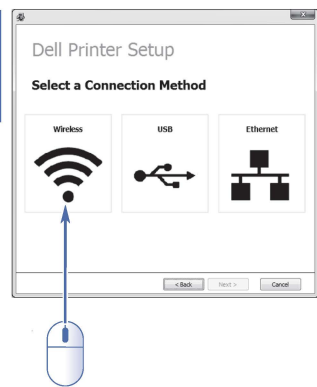 Dell Printer Setup
Select a Connection Method
Wireless USB Ethernet
< Back Next > Cancel